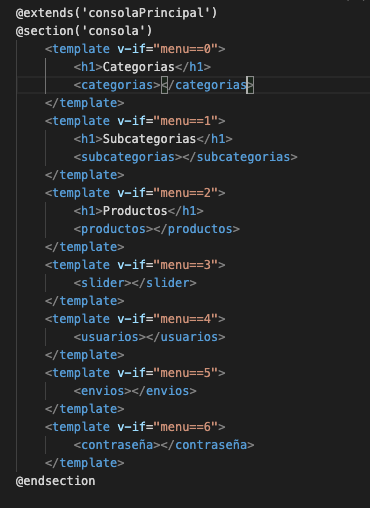 @extends('consolaPrincipal')
@section('consola')
<template v-if="menu==0">
<h1>Categorias</h1>
<categorias></categorias>
</template>
<template v-if="menu==1">
<h1>Subcategorias</h1>
<subcategorias></subcategorias>
</template>
<template v-if="menu==2">
<h1>Productos</h1>
<productos></productos>
</template>
<template v-if="menu==3">
<slider></slider>
</template>
<template v-if="menu==4">
<usuarios></usuarios>
</template>
<template v-if="menu==5">
<envios></envios>
</template>
<template v-if="menu==6">
<contraseña></contraseña>
</template>
@endsection